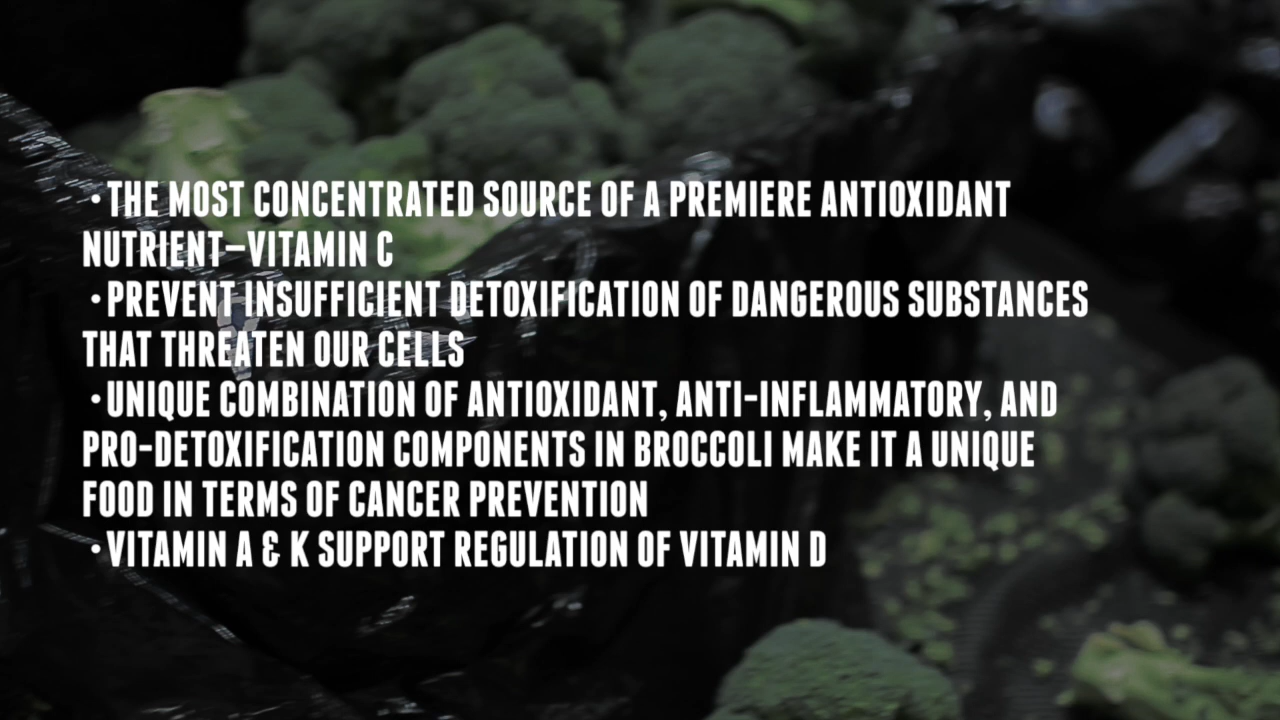 •THE MOST CONCENTRATED SOURCE OF A PREMIERE ANTIOXIDANT
NUTRIENT–VITAMIN C
•PREVENT INSUFFICIENT DETOXIFICATION OF DANGEROUS SUBSTANCES
THAT THREATEN OUR CELLS
•UNIQUE COMBINATION OF ANTIOXIDANT, ANTI-INFLAMMATORY, AND
PRO-DETOXIFICATION COMPONENTS IN BROCCOLI MAKE IT A UNIQUE
FOOD IN TERMS OF CANCER PREVENTION
•VITAMIN A & K SUPPORT REGULATION OF VITAMIN D